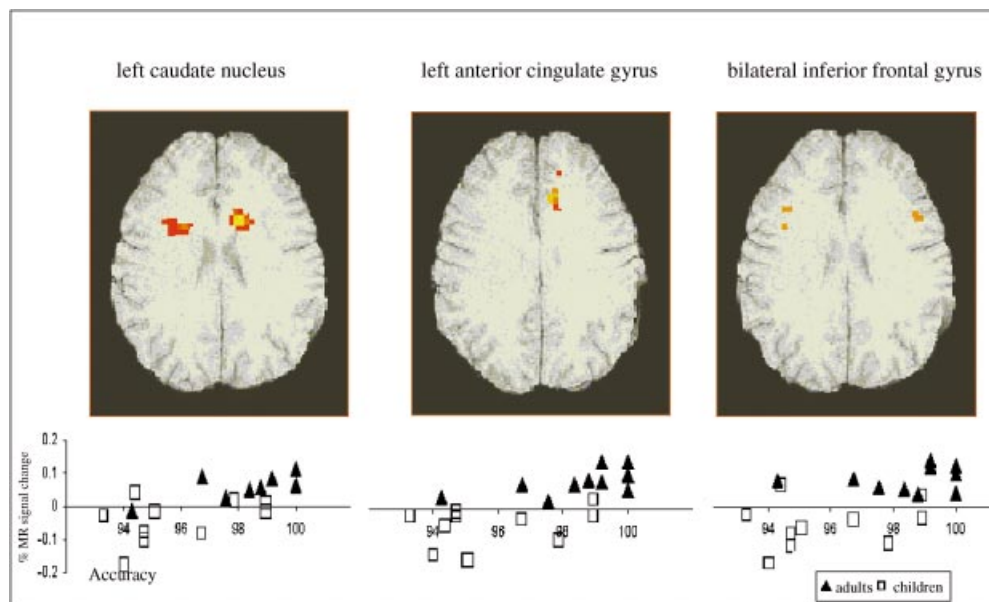 left caudate nucleus
left anterior cingulate gyrus
bilateral inferior frontal gyrus
% MR signal change
0.2
0.1
0
-0.1
-0.2
94 96 98 100
94 96 98 100
94 96 98 100
Accuracy
adults children